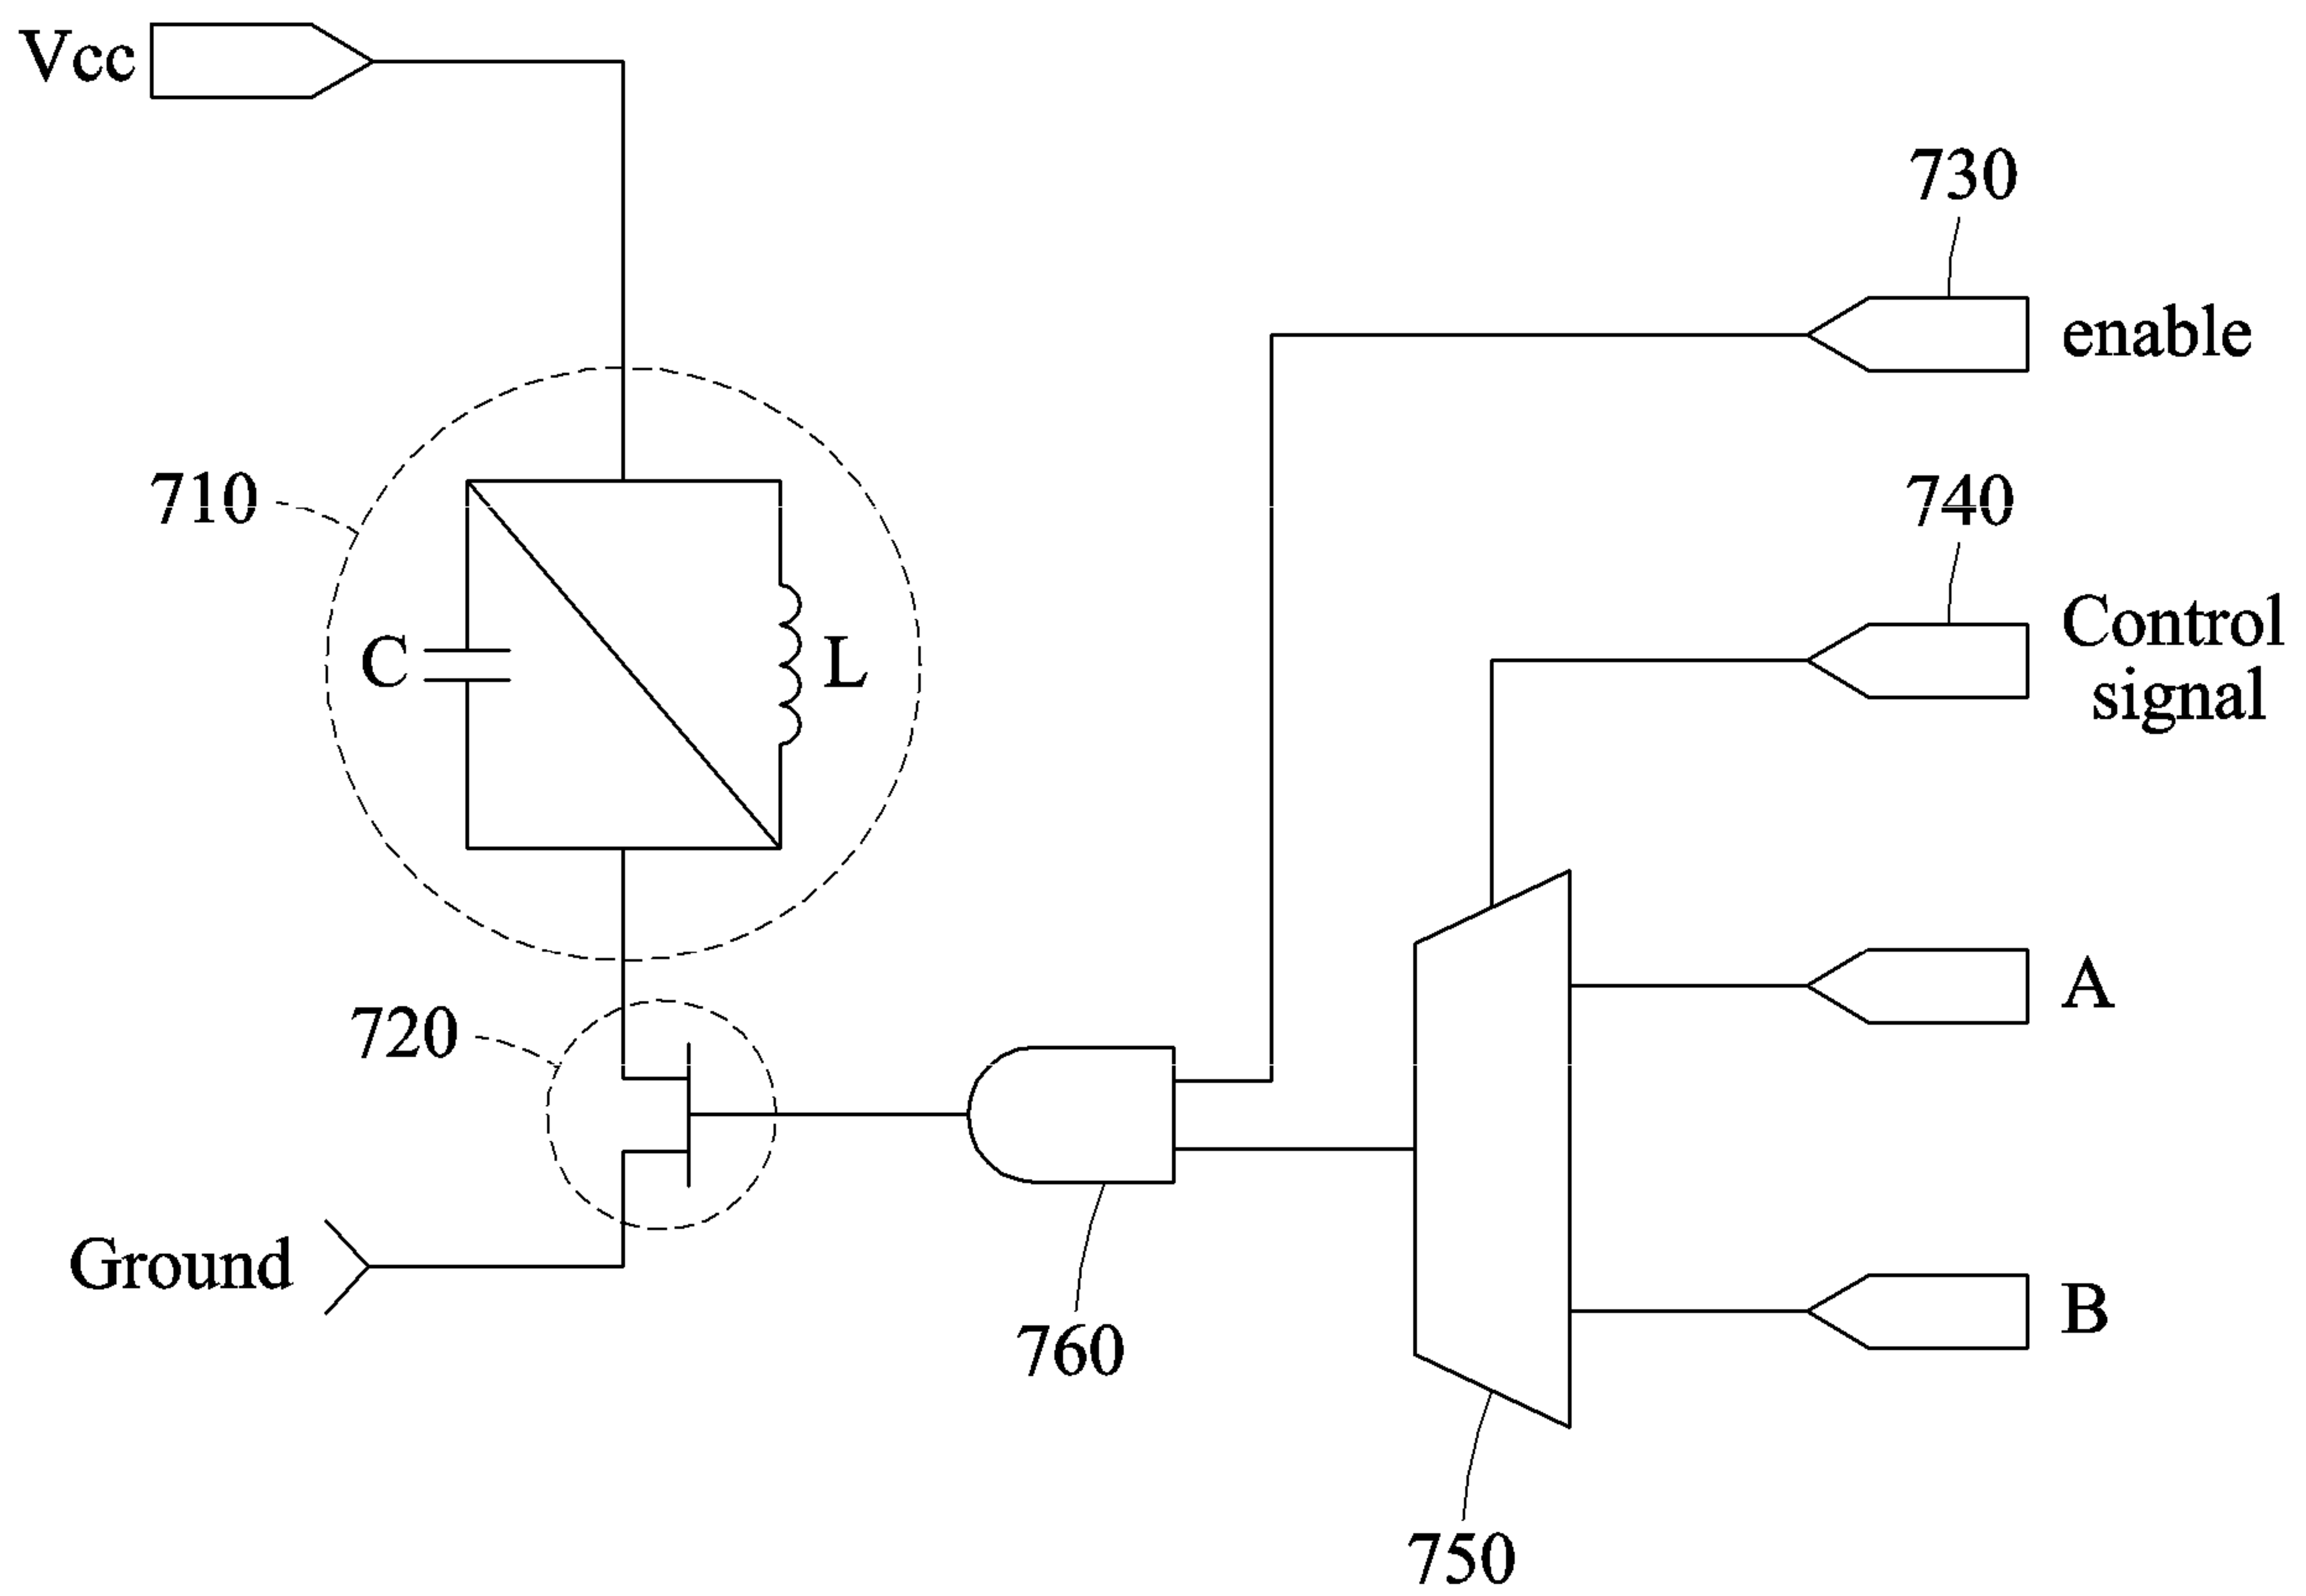 Vcc
730
enable
710
740
Control
signal
C
L
A
720
Ground
B
760
750